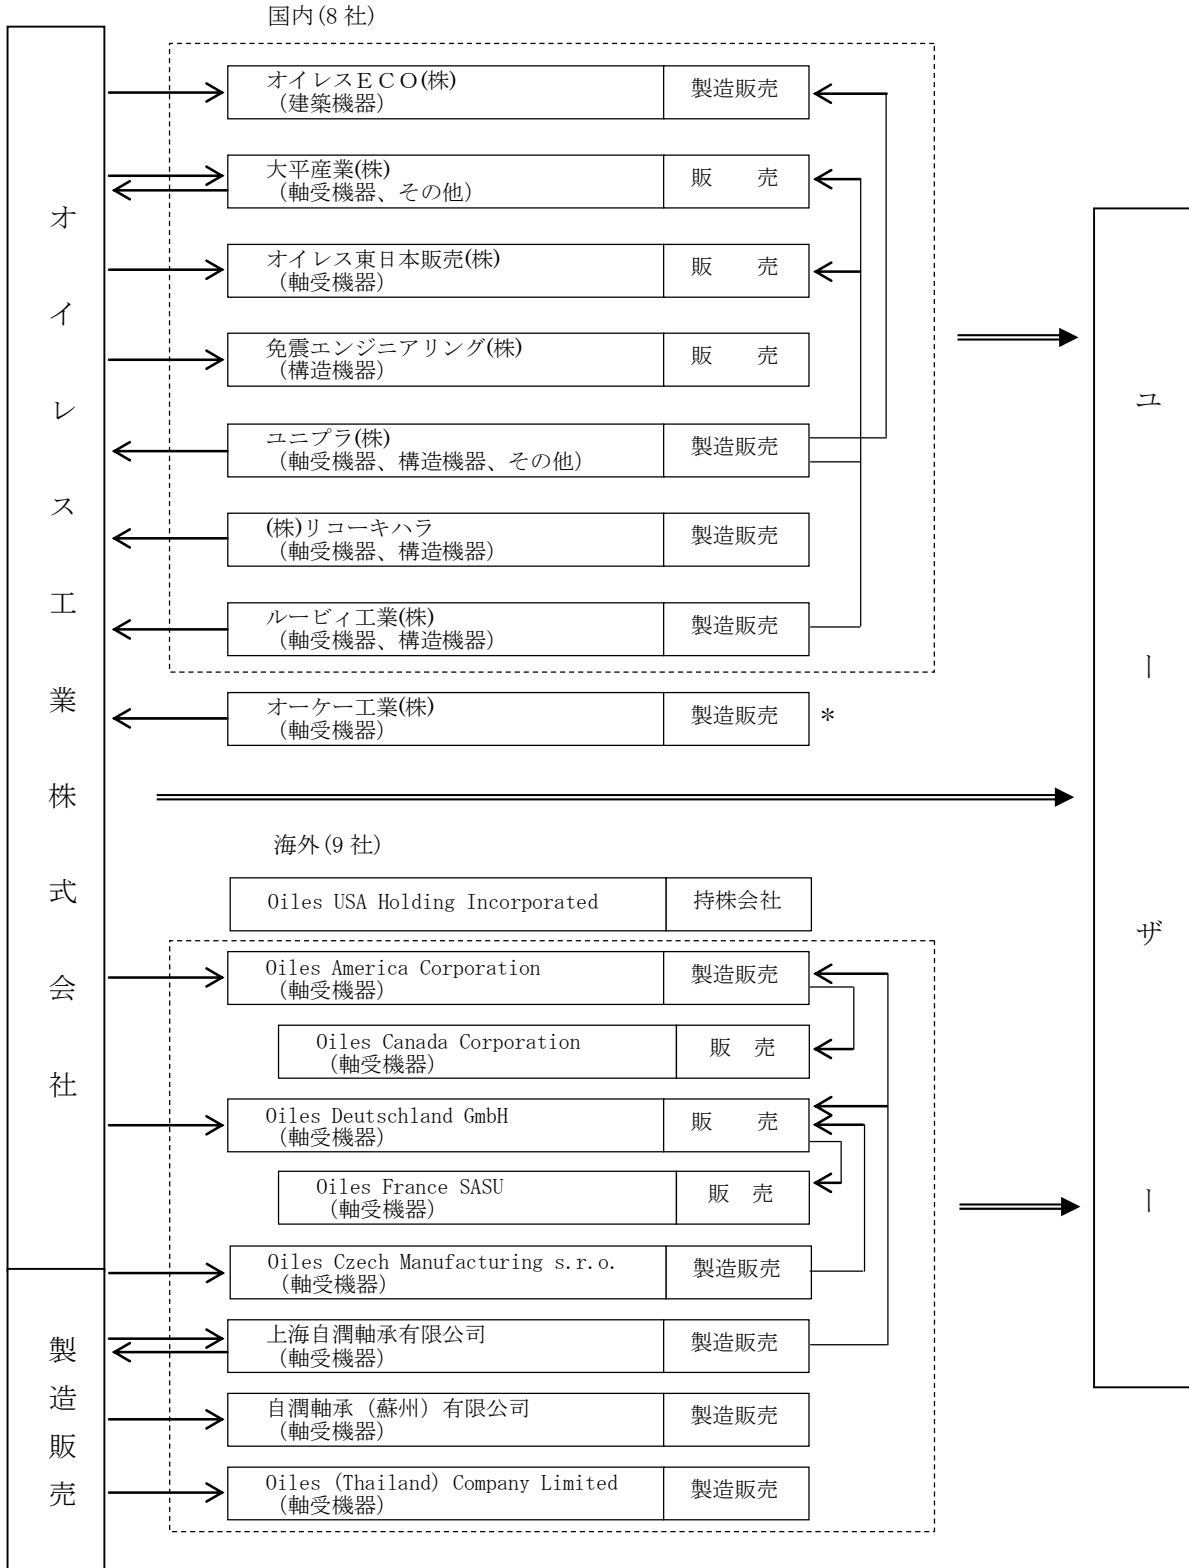 国内(8 社)
オイレス工業株式会社
製造販売
オイレスＥＣＯ(株)
（建築機器）
製造販売
大平産業(株)
（軸受機器、その他）
販　売
オイレス東日本販売(株)
（軸受機器）
販　売
免震エンジニアリング(株)
（構造機器）
販　売
ユニプラ(株)
（軸受機器、構造機器、その他）
製造販売
(株)リコーキハラ
（軸受機器、構造機器）
製造販売
ルービィ工業(株)
（軸受機器、構造機器）
製造販売
オーケー工業(株)
（軸受機器）
製造販売
*
海外(9 社)
Oiles USA Holding Incorporated
持株会社
Oiles America Corporation
（軸受機器）
製造販売
Oiles Canada Corporation
（軸受機器）
販　売
Oiles Deutschland GmbH
（軸受機器）
販　売
Oiles France SASU
（軸受機器）
販　売
Oiles Czech Manufacturing s.r.o.
（軸受機器）
製造販売
上海自潤軸承有限公司
（軸受機器）
製造販売
自潤軸承（蘇州）有限公司
（軸受機器）
製造販売
Oiles (Thailand) Company Limited
（軸受機器）
製造販売
ユーザー